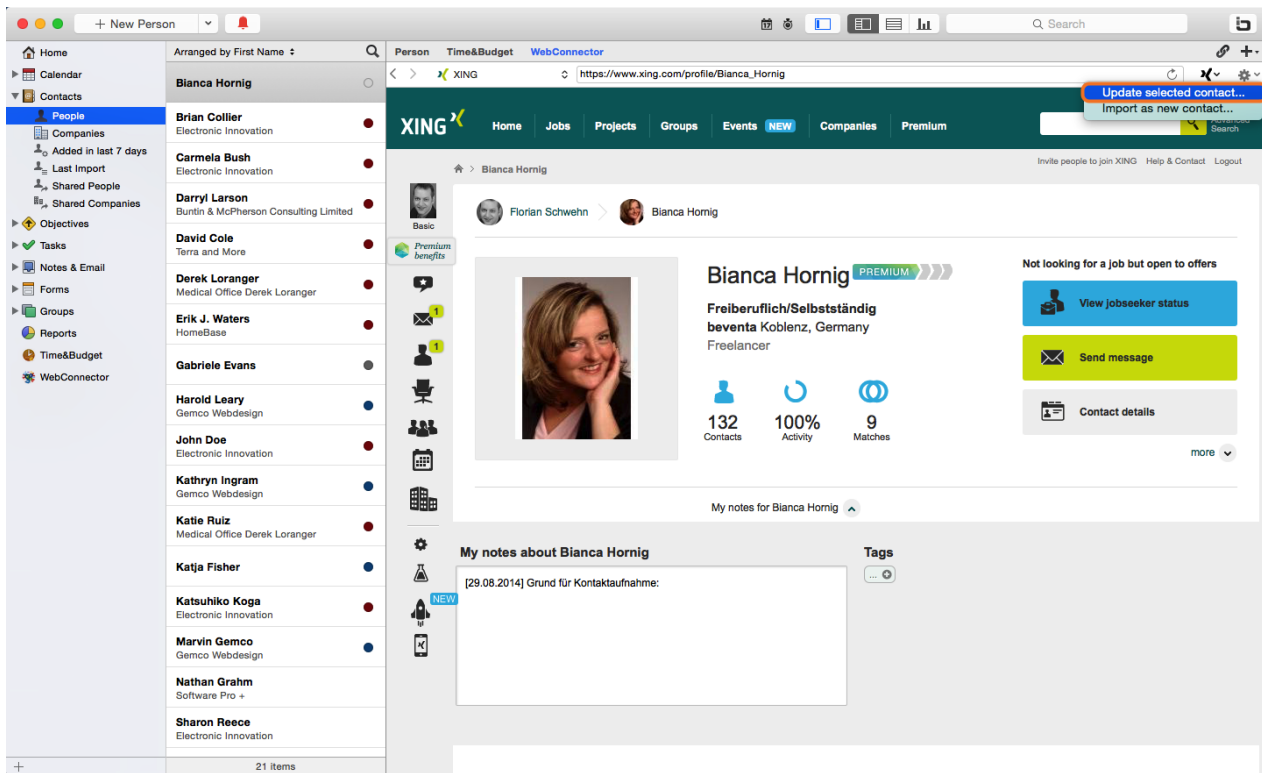 + New Person
Search
Home
Calendar
Contacts
People
Companies
Added in last 7 days
Last Import
Shared People
Shared Companies
Objectives
Tasks
Notes & Email
Forms
Groups
Reports
Time&Budget
WebConnector
+
Arranged by First Name
Bianca Hornig
Brian Collier
Electronic Innovation
Carmela Bush
Electronic Innovation
Darryl Larson
Buntin & McPherson Consulting Limited
David Cole
Terra and More
Derek Loranger
Medical Office Derek Loranger
Erik J. Waters
HomeBase
Gabriele Evans
Harold Leary
Gemco Webdesign
John Doe
Electronic Innovation
Kathryn Ingram
Gemco Webdesign
Katie Ruiz
Medical Office Derek Loranger
Katja Fisher
Katsuhiko Koga
Electronic Innovation
Marvin Gemco
Gemco Webdesign
Nathan Grahm
Software Pro +
Sharon Reece
Electronic Innovation
21 items
Person Time&Budget WebConnector
XING https://www.xing.com/profile/Bianca_Hornig
Update selected contact...
Import as new contact...
XING Home Jobs Projects Groups Events NEW Companies Premium
Advanced
Search
Invite people to join XING Help & Contact Logout
> Bianca Hornig
Basic
Premium
benefits
1
1
NEW
Florian Schwehn Bianca Hornig
Bianca Hornig PREMIUM
Freiberuflich/Selbstständig
beventa Koblenz, Germany
Freelancer
132 100% 9
Contacts Activity Matches
Not looking for a job but open to offers
View jobseeker status
Send message
Contact details
more
My notes for Bianca Hornig
My notes about Bianca Hornig
[29.08.2014] Grund für Kontaktaufnahme:
Tags
...